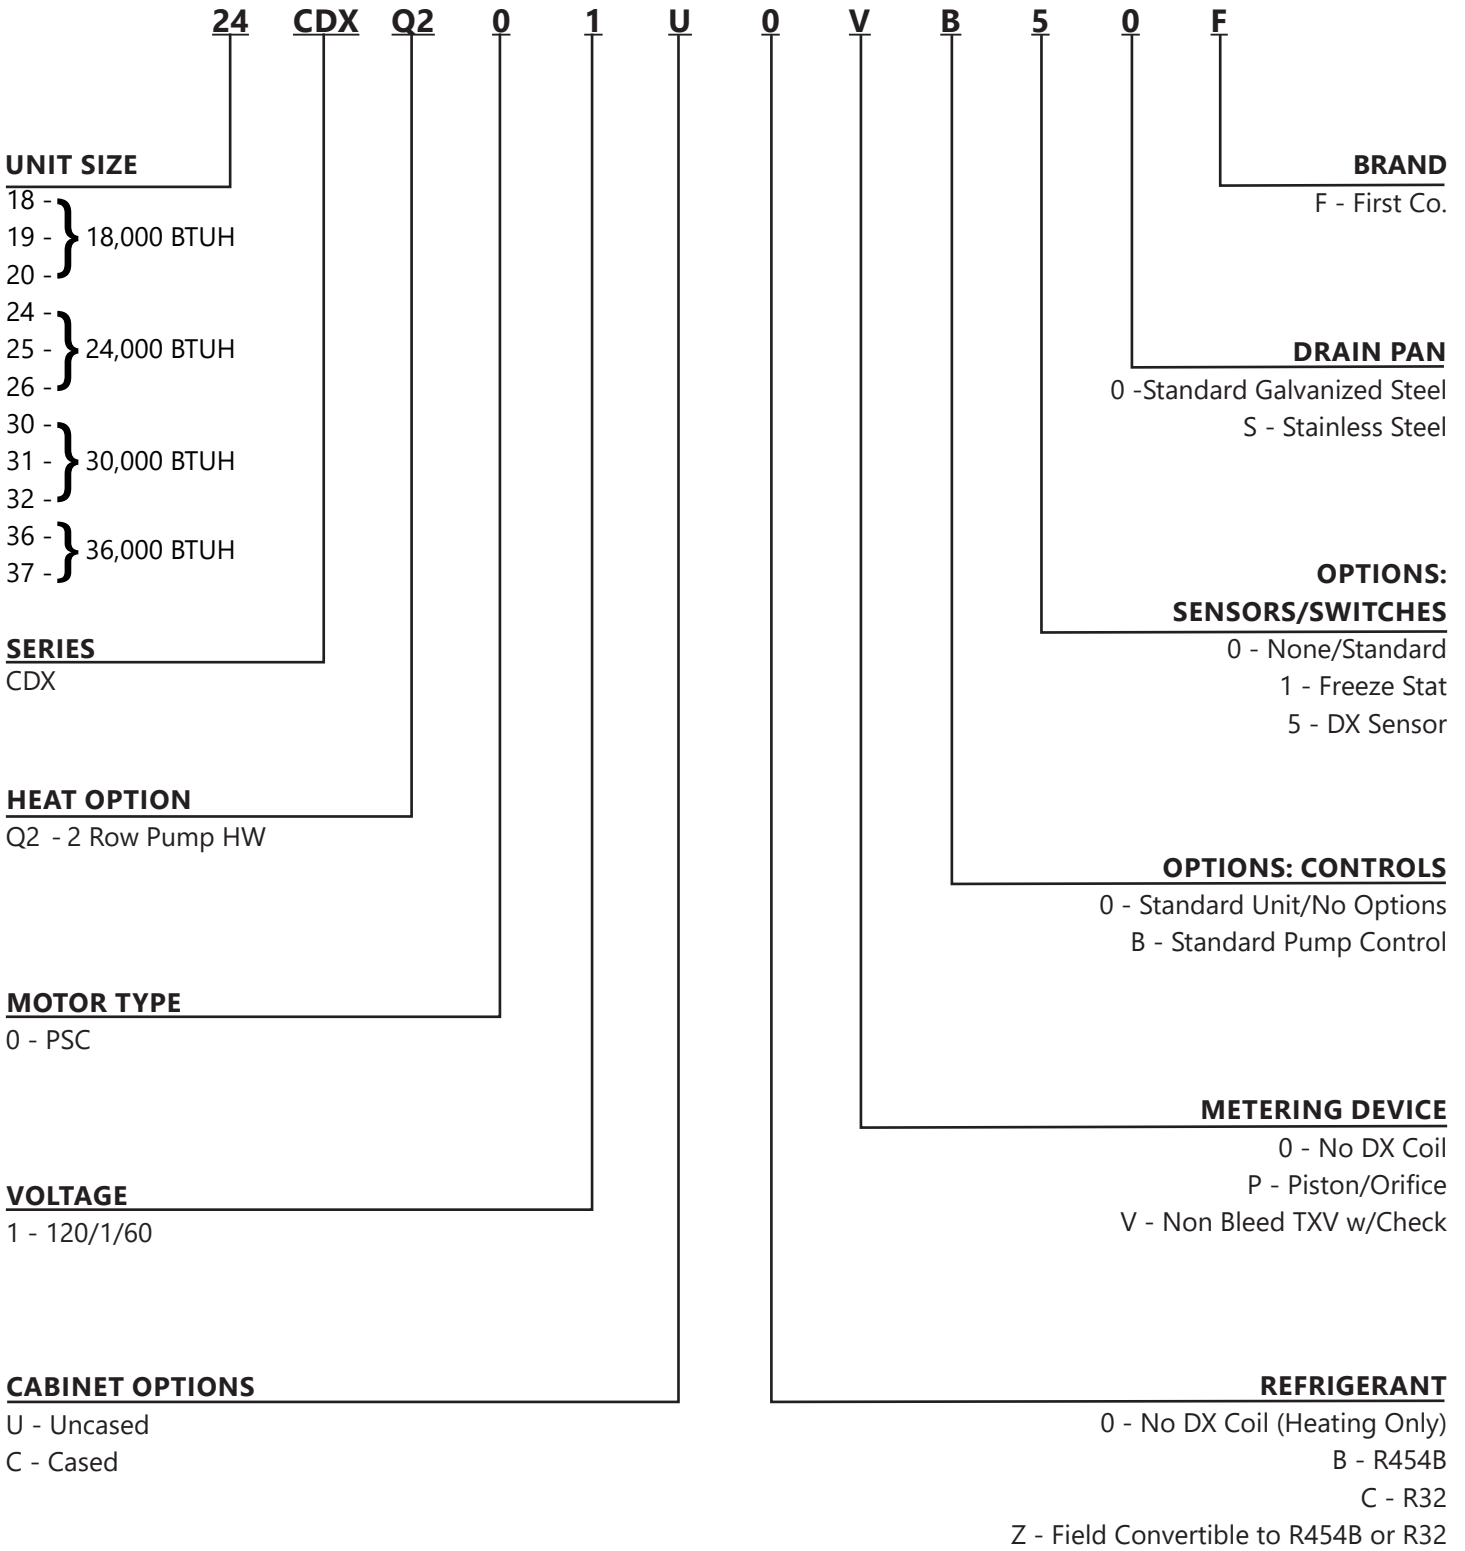 24 CDX Q2 0 1 U 0 V B 5 0 F
UNIT SIZE
18 -
19 - } 18,000 BTUH
20 -
24 -
25 - } 24,000 BTUH
26 -
30 -
31 - } 30,000 BTUH
32 -
36 -
} 36,000 BTUH
37 -
SERIES
CDX
HEAT OPTION
Q2 - 2 Row Pump HW
MOTOR TYPE
0 - PSC
VOLTAGE
1 - 120/1/60
CABINET OPTIONS
U - Uncased
C - Cased
BRAND
F - First Co.
DRAIN PAN
0 -Standard Galvanized Steel
S - Stainless Steel
OPTIONS:
SENSORS/SWITCHES
0 - None/Standard
1 - Freeze Stat
5 - DX Sensor
OPTIONS: CONTROLS
0 - Standard Unit/No Options
B - Standard Pump Control
METERING DEVICE
0 - No DX Coil
P - Piston/Orifice
V - Non Bleed TXV w/Check
REFRIGERANT
0 - No DX Coil (Heating Only)
B - R454B
C - R32
Z - Field Convertible to R454B or R32